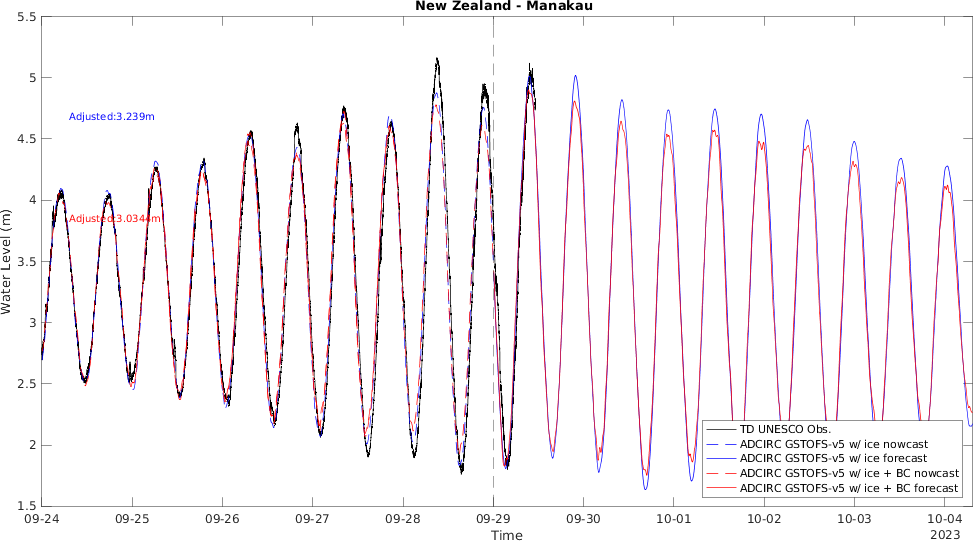 New Zealand - Manakau
5.5
5
4.5
4
3.5
3
2.5
2
1.5
Water Level (m)
Adjusted:3.239m
Adjusted:3.0344m
TD UNESCO Obs.
ADCIRC GSTOFS-v5 w/ ice nowcast
ADCIRC GSTOFS-v5 w/ ice forecast
ADCIRC GSTOFS-v5 w/ ice + BC nowcast
ADCIRC GSTOFS-v5 w/ ice + BC forecast
09-24 09-25 09-26 09-27 09-28 09-29 09-30 10-01 10-02 10-03 10-04
Time
2023